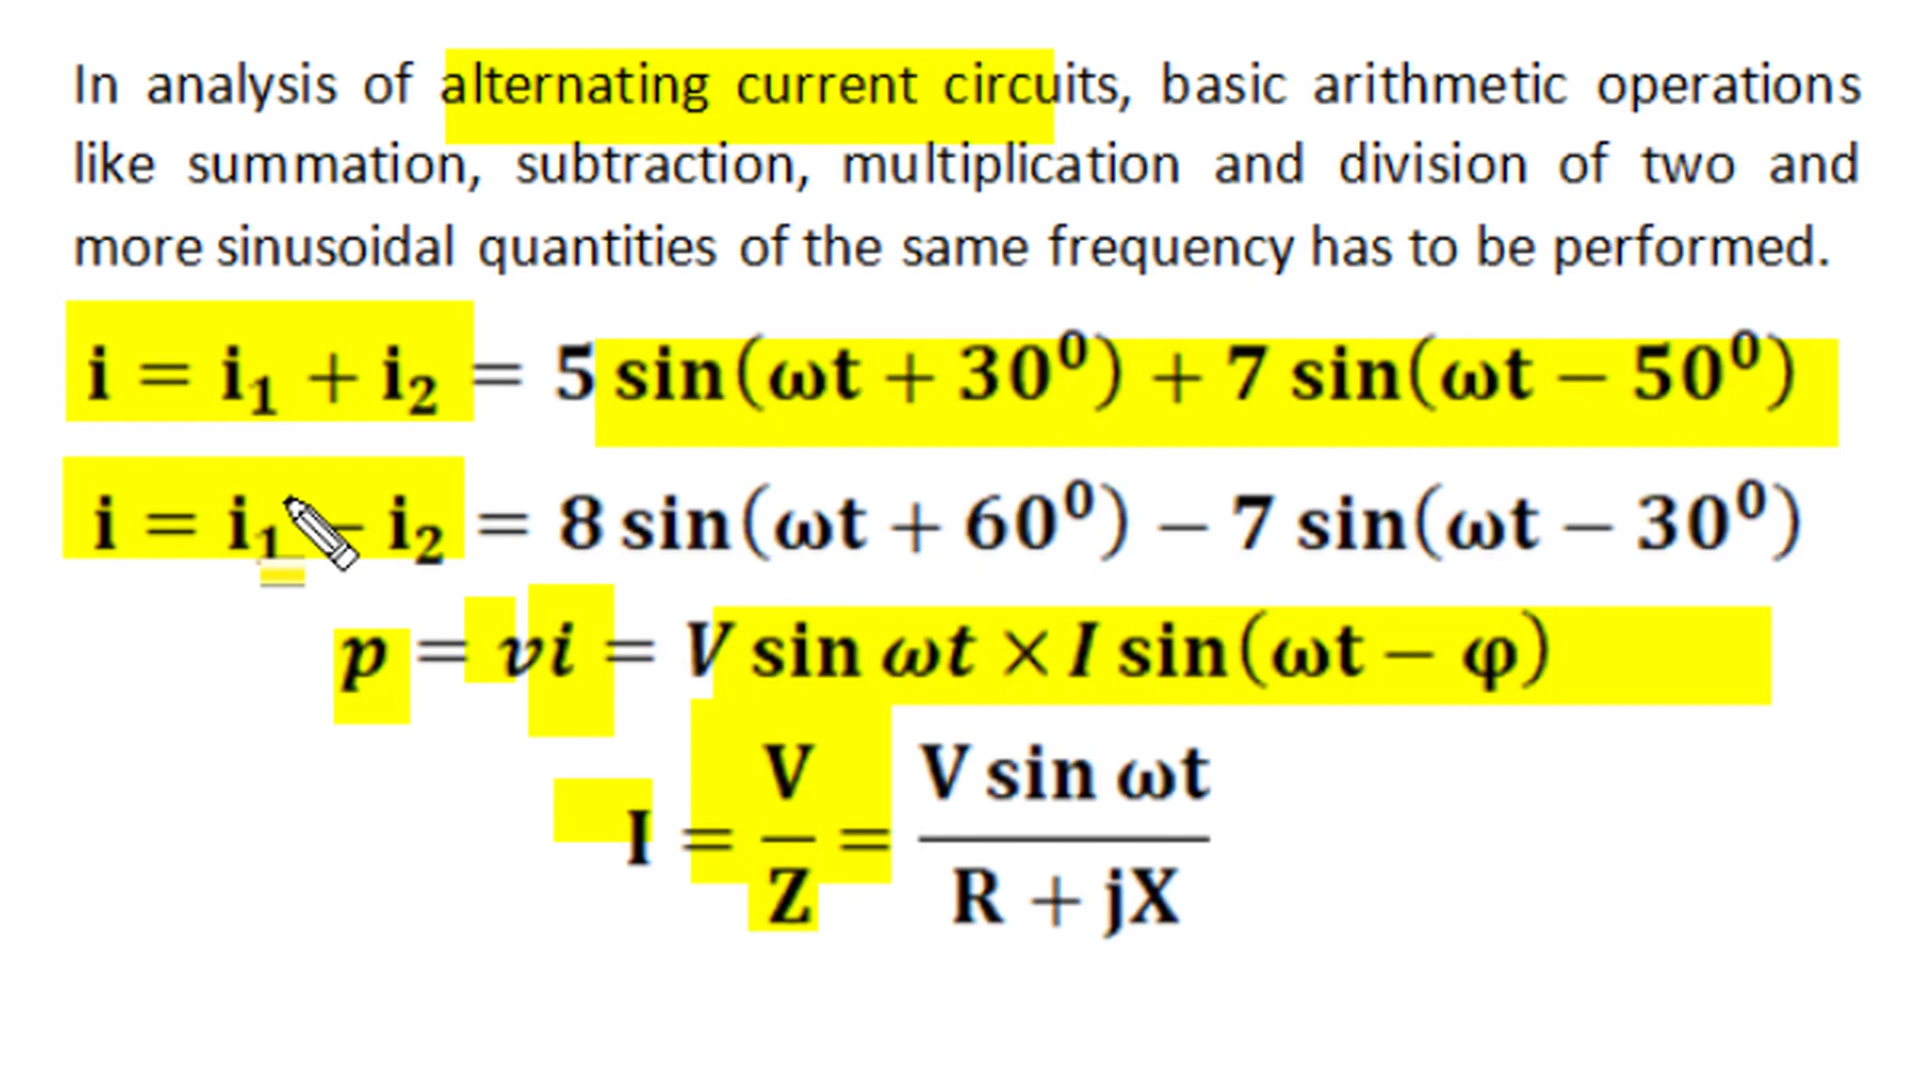 In analysis of alternating current circuits, basic arithmetic operations
like summation, subtraction, multiplication and division of two and
more sinusoidal quantities of the same frequency has to be performed.
i = i₁ + i₂ = 5 sin(ωt + 30⁰) + 7 sin(ωt − 50⁰)
i = i₁ − i₂ = 8 sin(ωt + 60⁰) − 7 sin(ωt − 30⁰)
p = vi = V sin ωt × I sin(ωt − φ)
I = V/Z = V sin ωt / R + jX